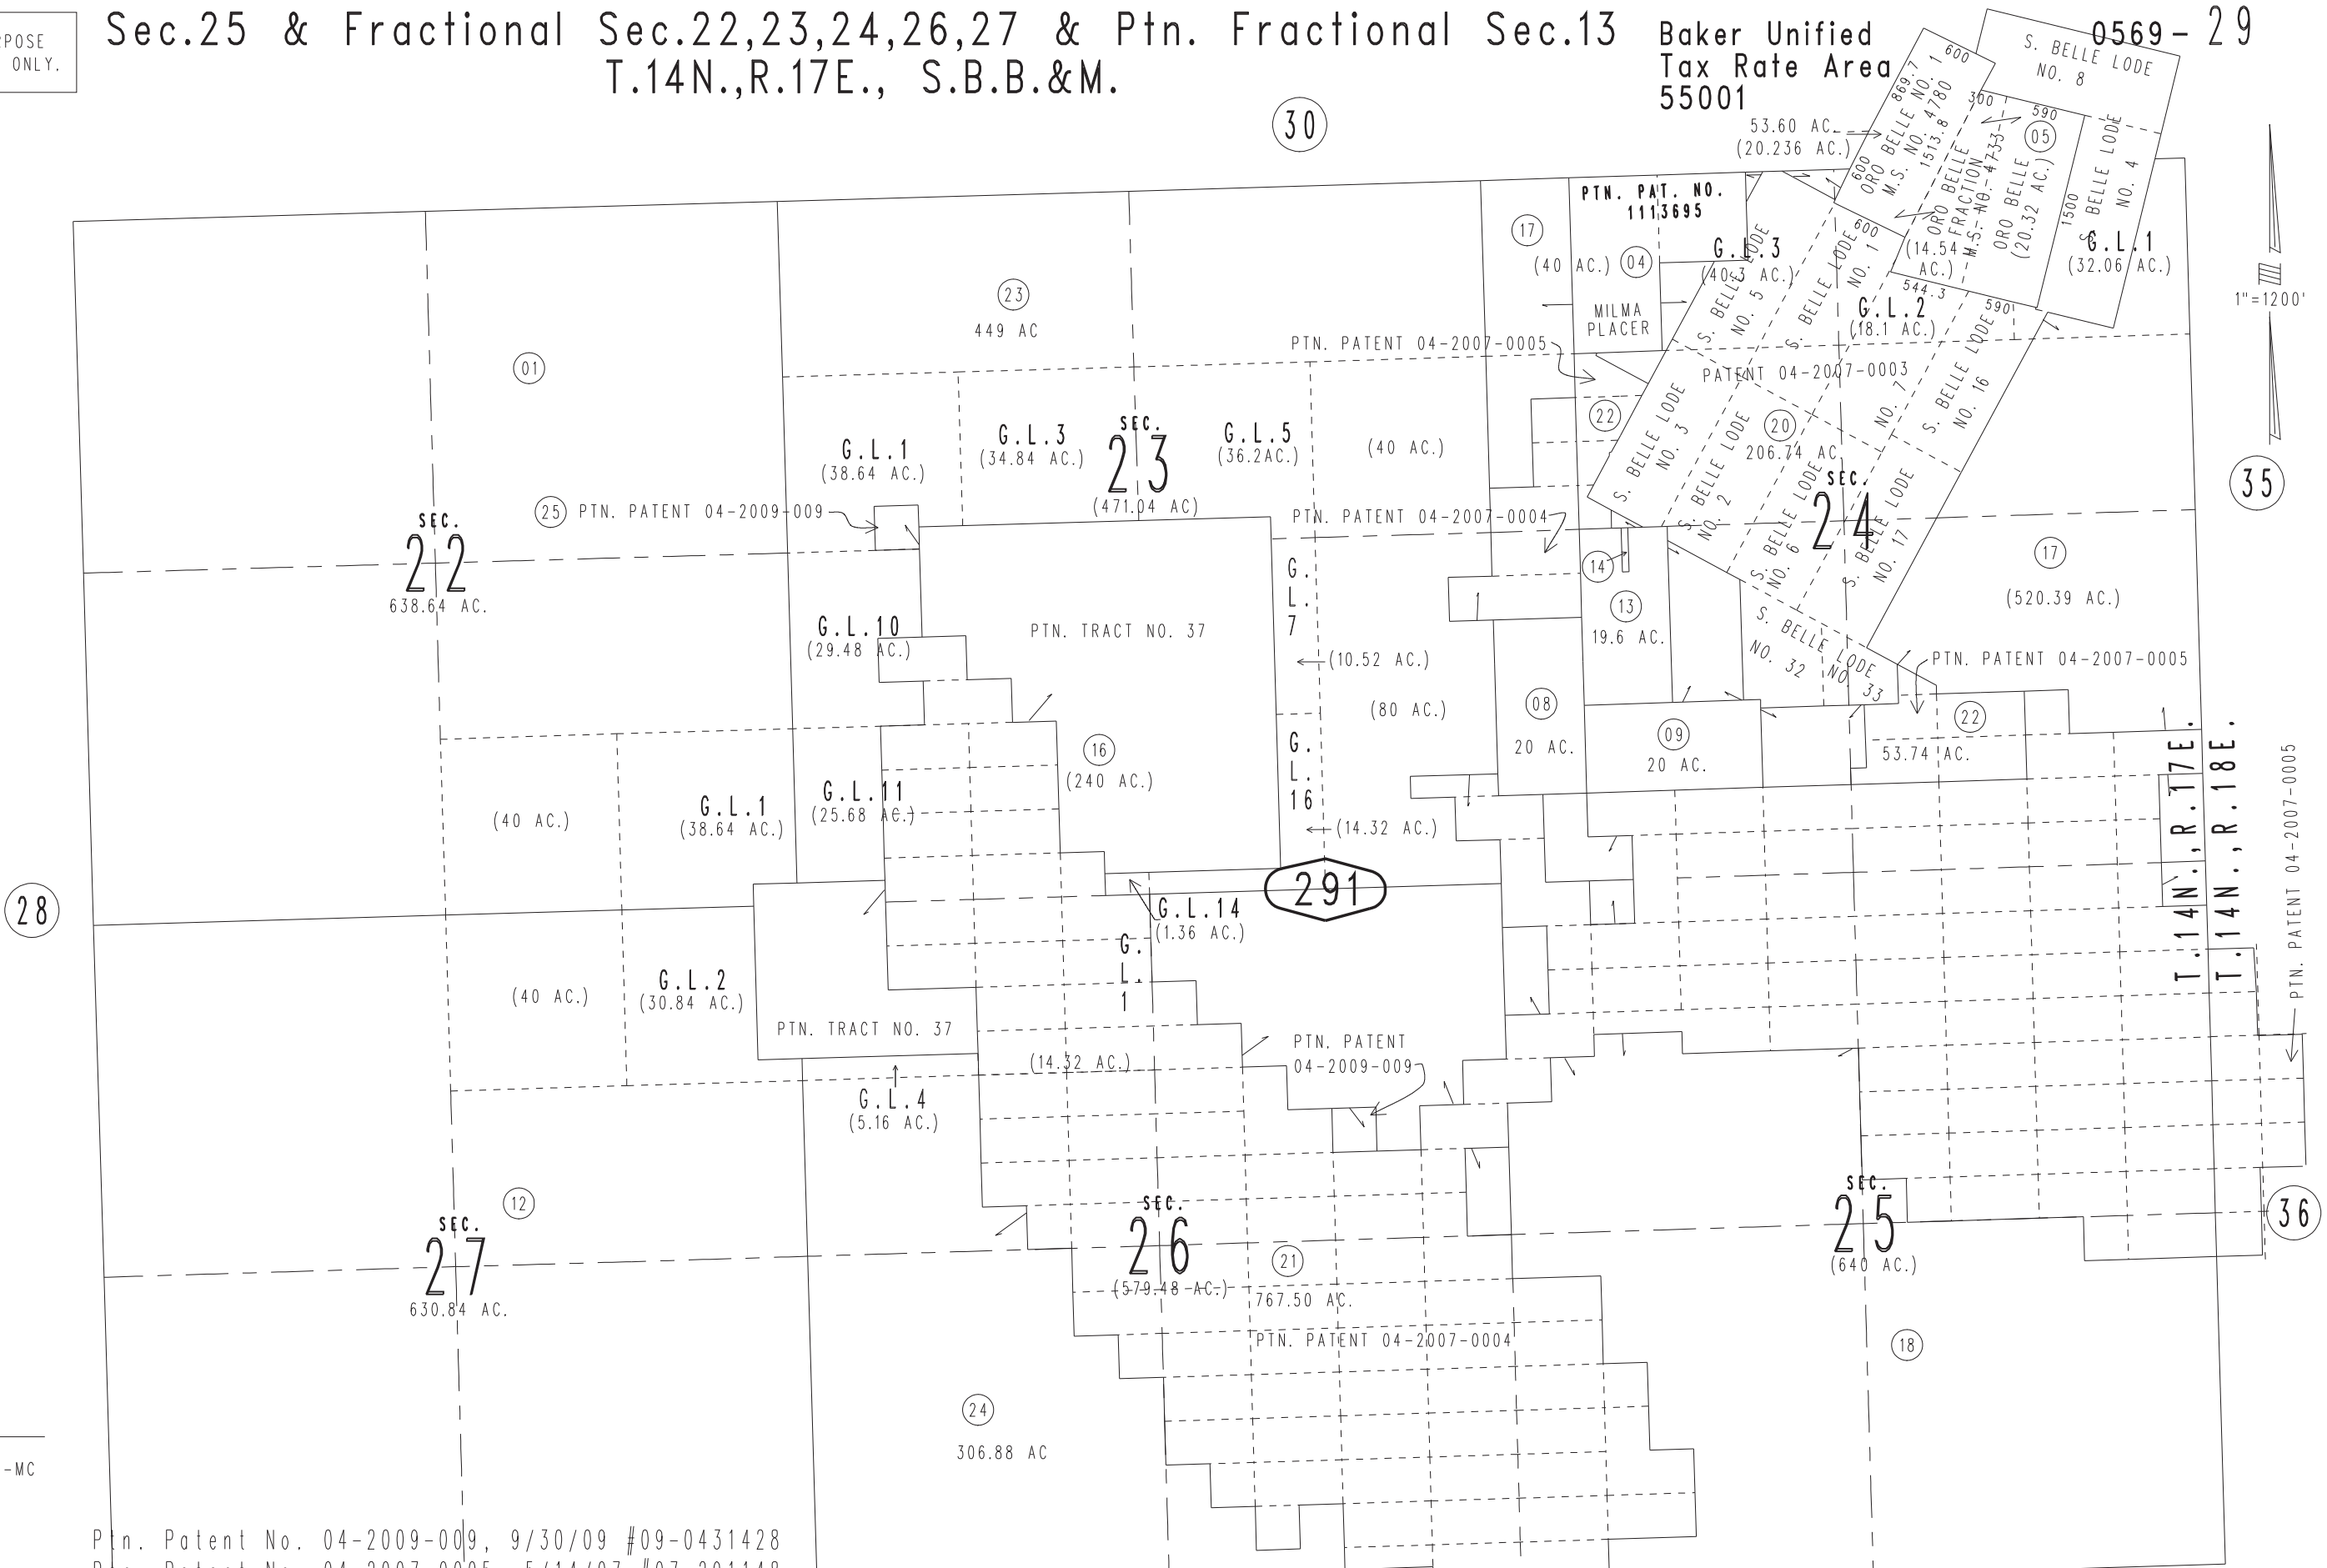 POSE
ONLY.
Sec.25 & Fractional Sec.22,23,24,26,27 & Ptn. Fractional Sec.13
T.14N.,R.17E., S.B.B.&M.
Baker Unified
Tax Rate Area
55001
0569-29
30
53.60 AC.
(20.236 AC.)
869.7
600
600
ORO BELLE NO. 1
M.S. NO. 4780
1513.8
S. BELLE LODE
NO. 8
300
590
05
ORO BELLE
FRACTION
M.S. NO. 4733
ORO BELLE
(20.32 AC.)
1500
S. BELLE LODE
NO. 4
PTN. PAT. NO.
1113695
17
(40 AC.)
04
G.L.3
(40.3 AC.)
600
(14.54
AC.)
G.L.1
(32.06 AC.)
1"=1200'
23
449 AC
MILMA
PLACER
S. BELLE LODE
NO. 5
S. BELLE LODE
NO. 1
544.3
590
G.L.2
(18.1 AC.)
01
PTN. PATENT 04-2007-0005
PATENT 04-2007-0003
22
S. BELLE LODE
NO. 3
S. BELLE LODE
NO. 2
20
206.74 AC.
NO. 7
S. BELLE LODE
NO. 16
G.L.1
(38.64 AC.)
G.L.3
(34.84 AC.)
SEC.
23
(471.04 AC)
G.L.5
(36.2AC.)
(40 AC.)
35
25
PTN. PATENT 04-2009-009
PTN. PATENT 04-2007-0004
SEC.
24
S. BELLE LODE
NO. 6
S. BELLE LODE
NO. 17
SEC.
22
638.64 AC.
14
13
19.6 AC.
17
(520.39 AC.)
G.
L.
7
G.L.10
(29.48 AC.)
PTN. TRACT NO. 37
(10.52 AC.)
S. BELLE LODE
NO. 32
NO. 33
PTN. PATENT 04-2007-0005
(80 AC.)
08
20 AC.
09
20 AC.
22
53.74 AC.
16
(240 AC.)
G.
L.
16
(14.32 AC.)
(40 AC.)
G.L.1
(38.64 AC.)
G.L.11
(25.68 AC.)
T.14N.,R.17E.
T.14N.,R.18E.
PTN. PATENT 04-2007-0005
28
291
G.L.14
(1.36 AC.)
G.
L.
1
(40 AC.)
G.L.2
(30.84 AC.)
PTN. TRACT NO. 37
(14.32 AC.)
PTN. PATENT
04-2009-009
G.L.4
(5.16 AC.)
12
SEC.
27
630.84 AC.
SEC.
26
(579.48 AC.)
21
767.50 AC.
PTN. PATENT 04-2007-0004
SEC.
25
(640 AC.)
36
18
24
306.88 AC
-MC
Ptn. Patent No. 04-2009-009, 9/30/09 #09-0431428